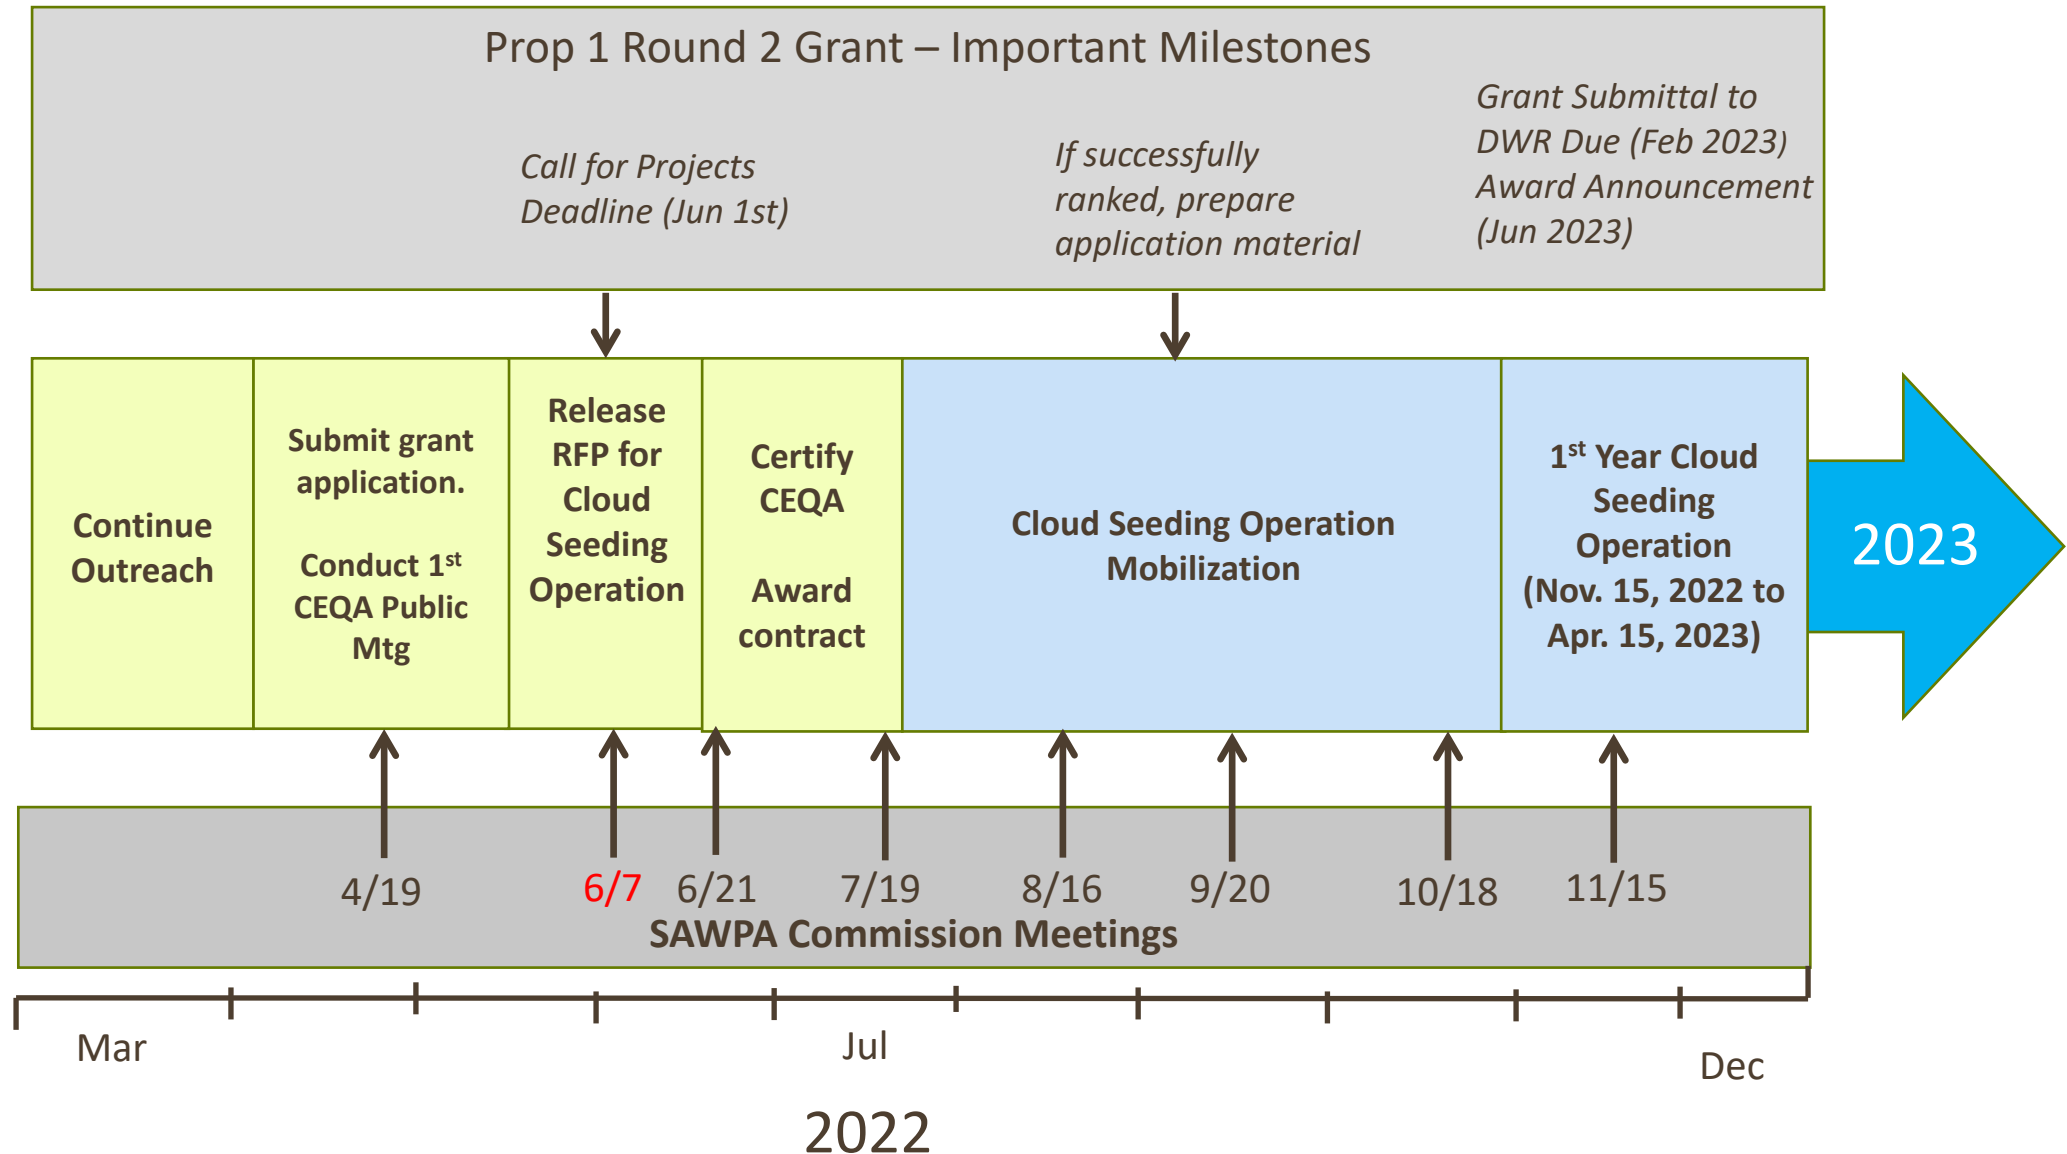 Prop 1 Round 2 Grant – Important Milestones
Call for Projects
Deadline (Jun 1st)
If successfully
ranked, prepare
application material
Grant Submittal to
DWR Due (Feb 2023)
Award Announcement
(Jun 2023)
Continue
Outreach
Submit grant
application.
Conduct 1st
CEQA Public
Mtg
Release
RFP for
Cloud
Seeding
Operation
Certify
CEQA
Award
contract
Cloud Seeding Operation
Mobilization
1st Year Cloud
Seeding
Operation
(Nov. 15, 2022 to
Apr. 15, 2023)
2023
4/19 6/7 6/21 7/19 8/16 9/20 10/18 11/15
SAWPA Commission Meetings
Mar Jul Dec
2022